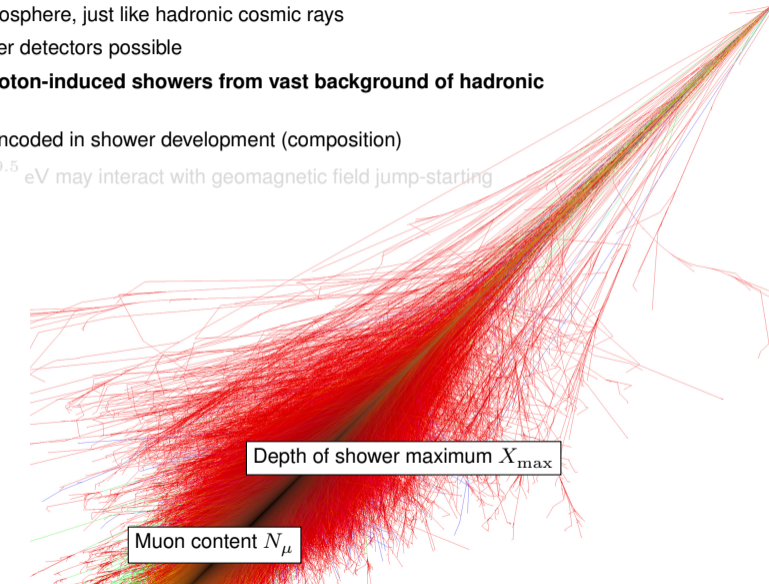 osphere, just like hadronic cosmic rays
er detectors possible
oton-induced showers from vast background of hadronic
ncoded in shower development (composition)
9.5 eV may interact with geomagnetic field jump-starting
Depth of shower maximum Xmax
Muon content Nμ